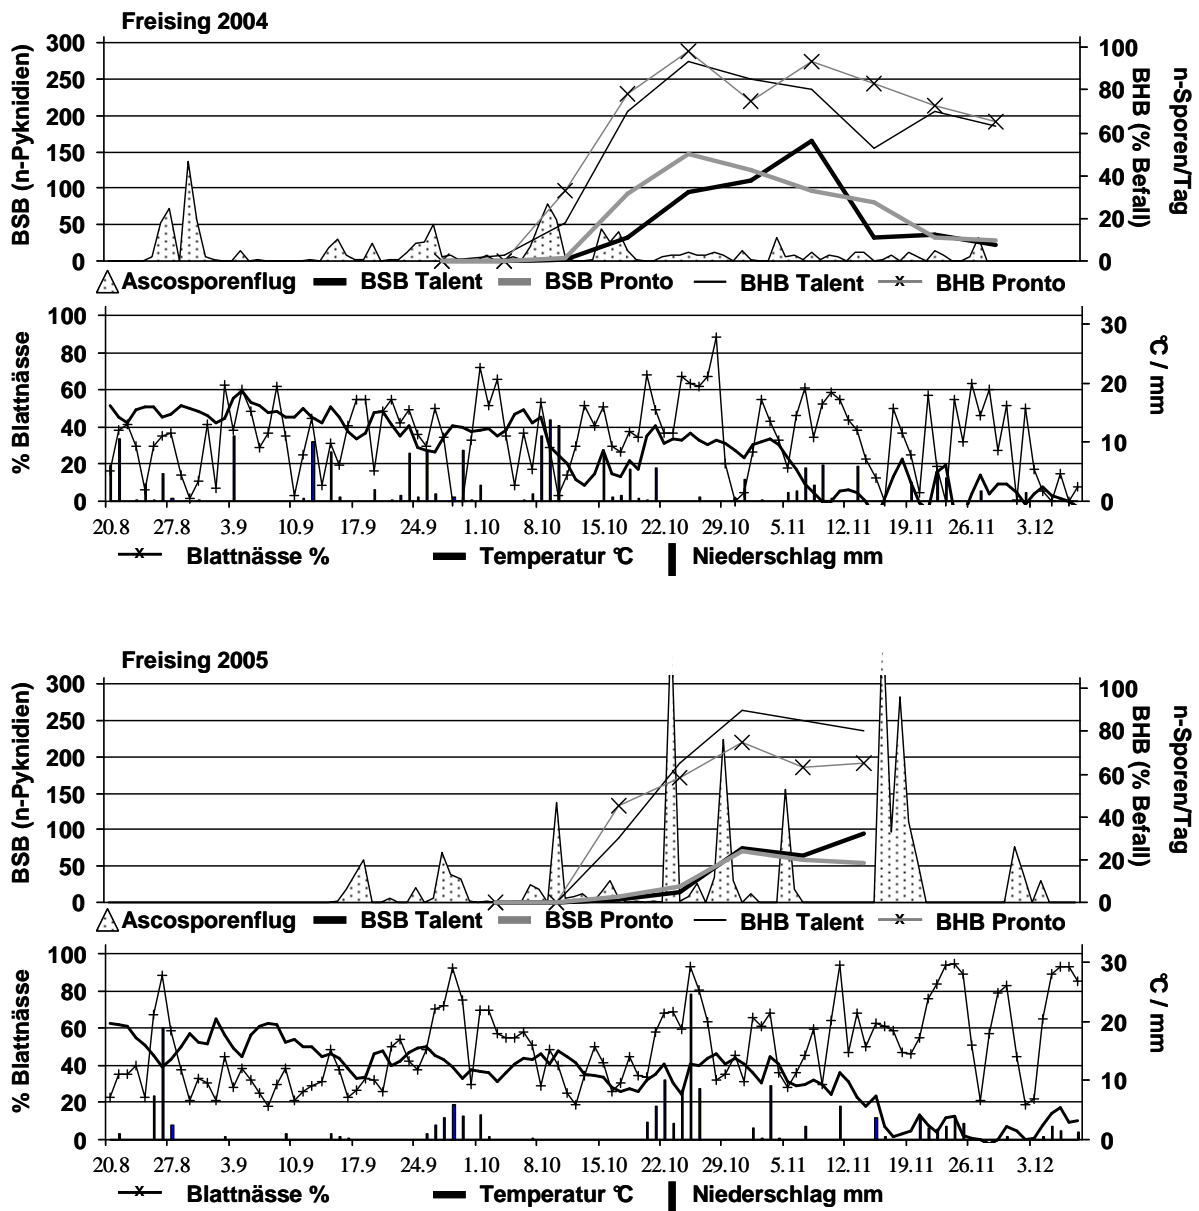 Freising 2004
BSB (n-Pyknidien)
300
250
200
150
100
50
0
100
80
60
40
20
0
BHB (% Befall)
n-Sporen/Tag
Ascosporenflug BSB Talent BSB Pronto BHB Talent BHB Pronto
% Blattnässe
100
80
60
40
20
0
30
20
10
0
°C / mm
20.8 27.8 3.9 10.9 17.9 24.9 1.10 8.10 15.10 22.10 29.10 5.11 12.11 19.11 26.11 3.12
Blattnässe % Temperatur °C Niederschlag mm
Freising 2005
BSB (n-Pyknidien)
300
250
200
150
100
50
0
100
80
60
40
20
0
BHB (% Befall)
n-Sporen/Tag
Ascosporenflug BSB Talent BSB Pronto BHB Talent BHB Pronto
% Blattnässe
100
80
60
40
20
0
30
20
10
0
°C / mm
20.8 27.8 3.9 10.9 17.9 24.9 1.10 8.10 15.10 22.10 29.10 5.11 12.11 19.11 26.11 3.12
Blattnässe % Temperatur °C Niederschlag mm